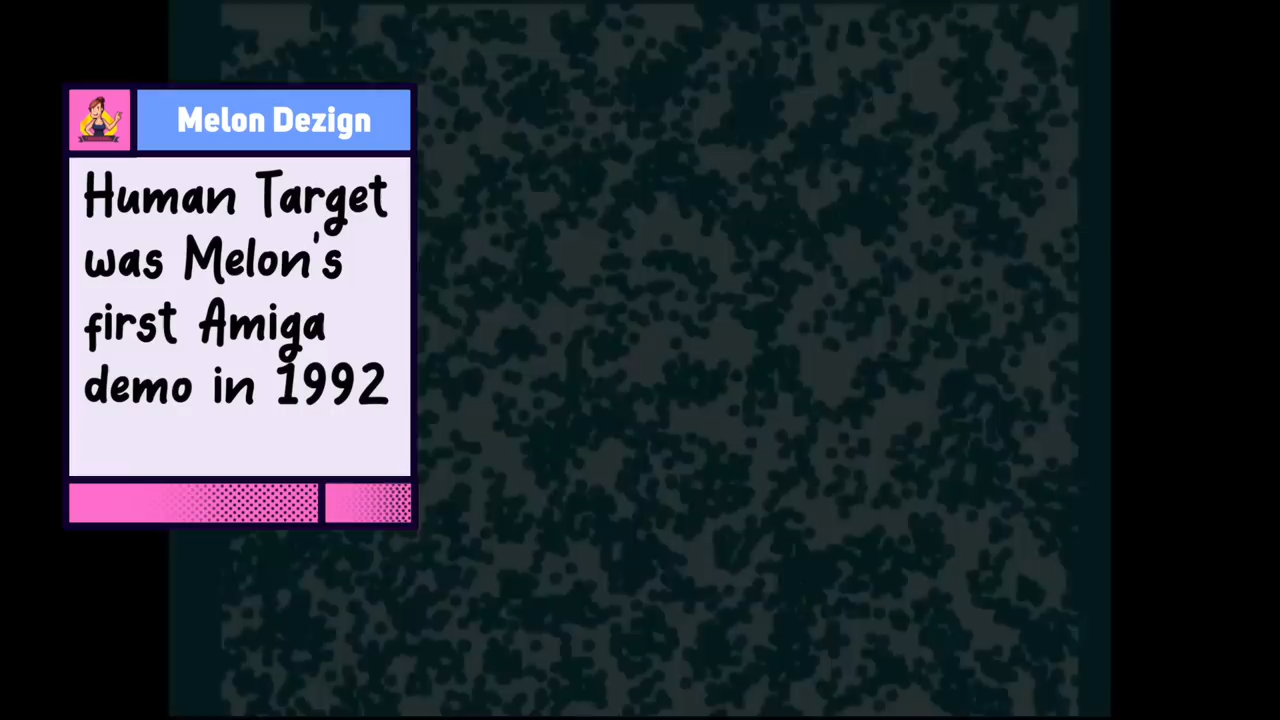 Melon Dezign
Human Target
was Melon's
first Amiga
demo in 1992